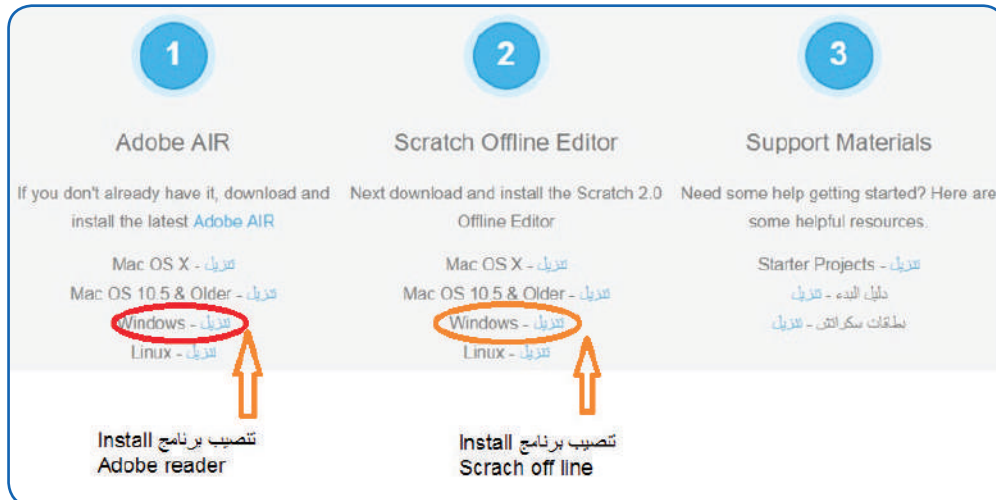 1
Adobe AIR
If you don't already have it, download and
install the latest Adobe AIR
Mac OS X - تنزيل
Mac OS 10.5 & Older - تنزيل
Windows - تنزيل
Linux - تنزيل
تنصيب برنامج Install
Adobe reader
2
Scratch Offline Editor
Next download and install the Scratch 2.0
Offline Editor
Mac OS X - تنزيل
Mac OS 10.5 & Older - تنزيل
Windows - تنزيل
Linux - تنزيل
تنصيب برنامج Install
Scrach off line
3
Support Materials
Need some help getting started? Here are
some helpful resources.
Starter Projects - تنزيل
دليل البدء - تنزيل
بطاقات سكراتش - تنزيل